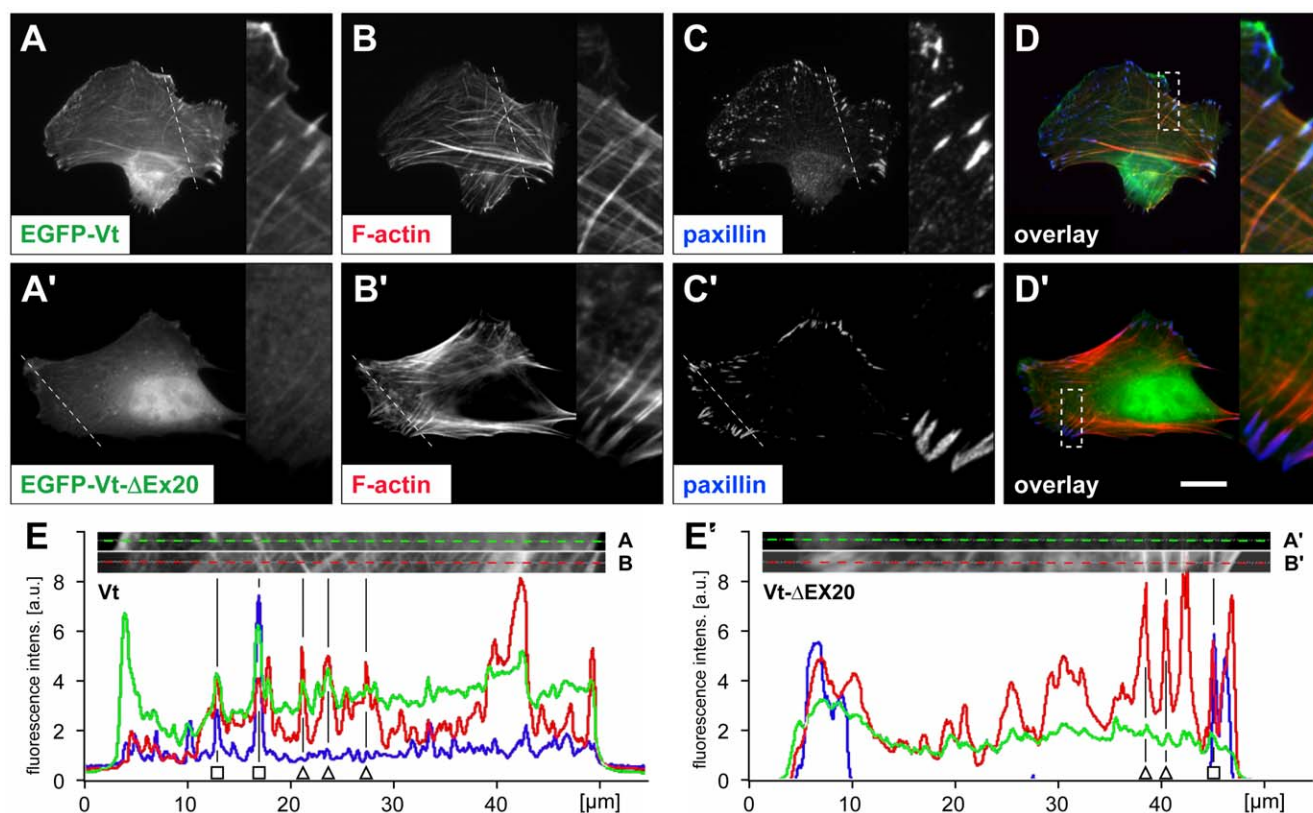 A
EGFP-Vt
B
F-actin
C
paxillin
D
overlay
A'
EGFP-Vt-ΔEx20
B'
F-actin
C'
paxillin
D'
overlay
E
A
B
Vt
fluorescence intens. [a.u.]
8
6
4
2
0
0 10 20 30 40 [µm]
E'
A'
B'
Vt-ΔEX20
fluorescence intens. [a.u.]
8
6
4
2
0
0 10 20 30 40 [µm]